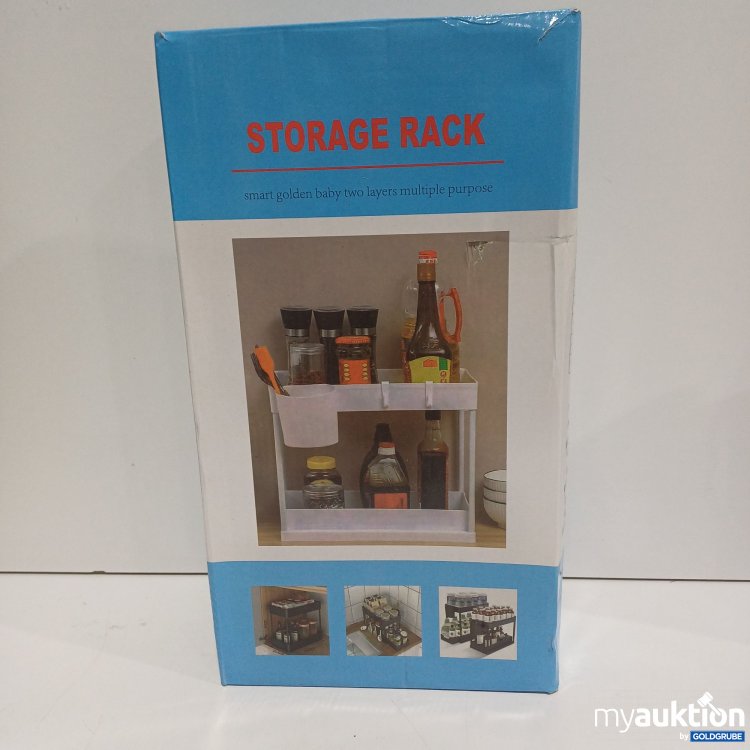 STORAGE RACK
smart golden baby two layers multiple purpose
myauktion
by GOLDGRUBE